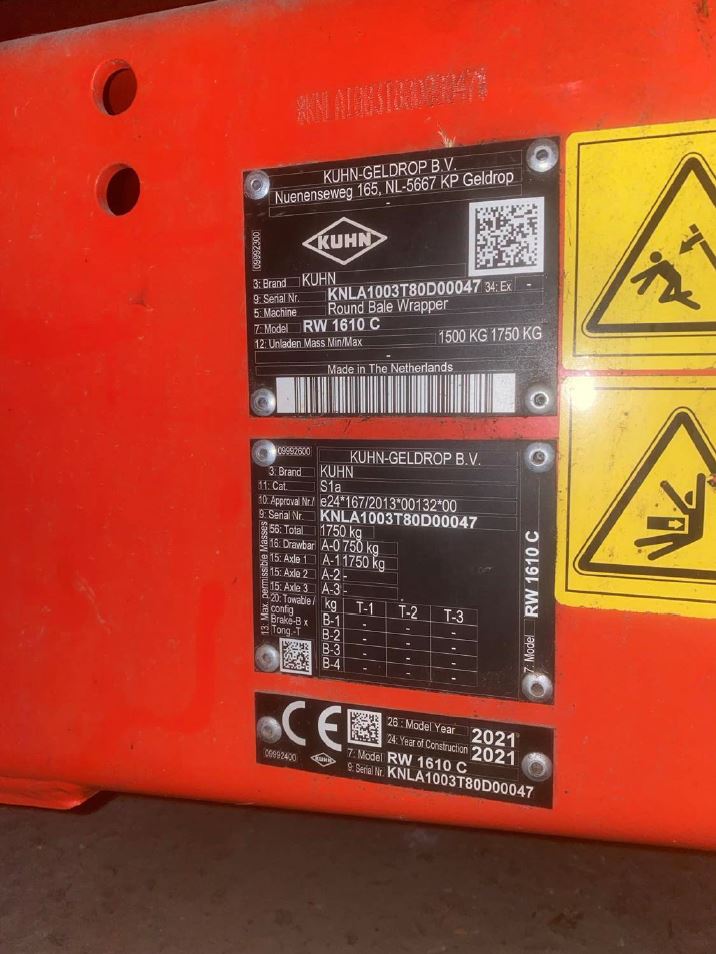 KUHN-GELDROP B.V.
Nuenenseweg 165, NL-5667 KP Geldrop
-
09992300
KUHN
3: Brand KUHN
9: Serial Nr. KNLA1003T80D00047 34: Ex -
5: Machine Round Bale Wrapper
7: Model RW 1610 C
12: Unladen Mass Min/Max 1500 KG 1750 KG
-
Made in The Netherlands
09992600 KUHN-GELDROP B.V.
3: Brand KUHN
11: Cat. S1a
10: Approval Nr./ e24*167/2013*00132*00
9: Serial Nr. KNLA1003T80D00047
13: Max. permissible Masses
56: Total 1750 kg
16: Drawbar A-0 750 kg
15: Axle 1 A-1 1750 kg
15: Axle 2 A-2 -
15: Axle 3 A-3 -
20: Towable / config Brake-B x Tong.-T
kg T-1 T-2 T-3
B-1 - - -
B-2 - - -
B-3 - - -
B-4 - - -
7: Model RW 1610 C
CE
26: Model Year 2021
24: Year of Construction 2021
09992400
KUHN
7: Model RW 1610 C
9: Serial Nr. KNLA1003T80D00047